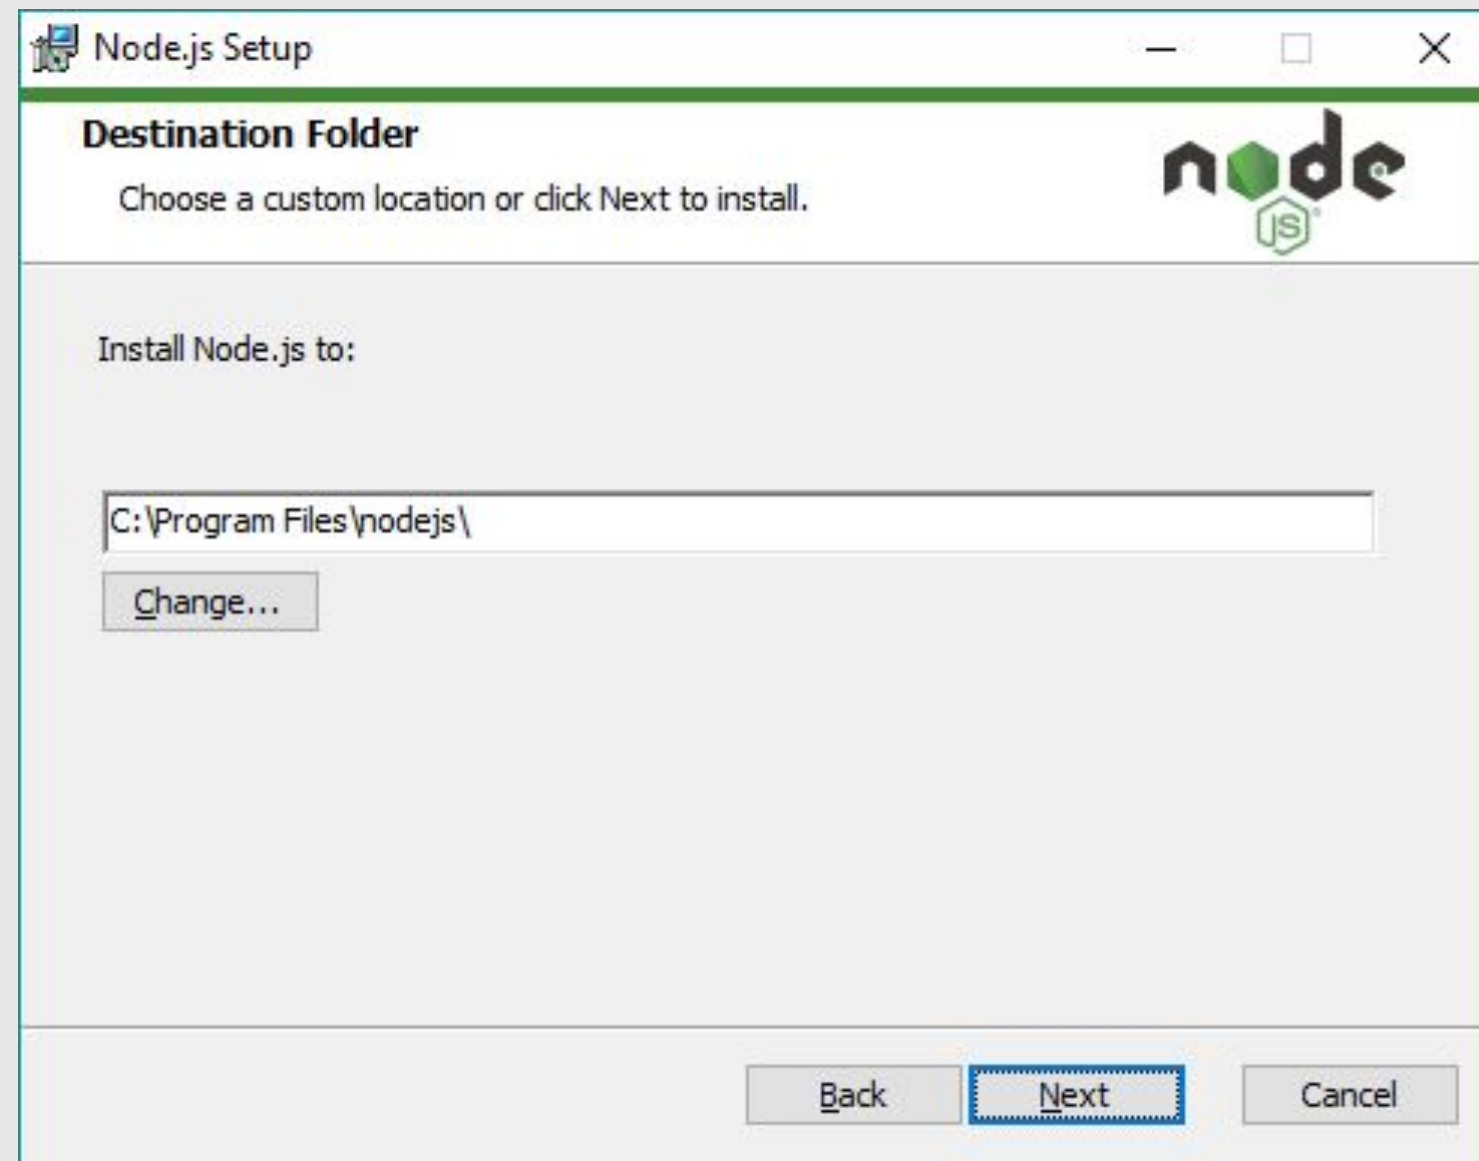 Node.js Setup
Destination Folder
Choose a custom location or click Next to install.
node
JS®
Install Node.js to:
C:\Program Files\nodejs\
Change...
Back
Next
Cancel